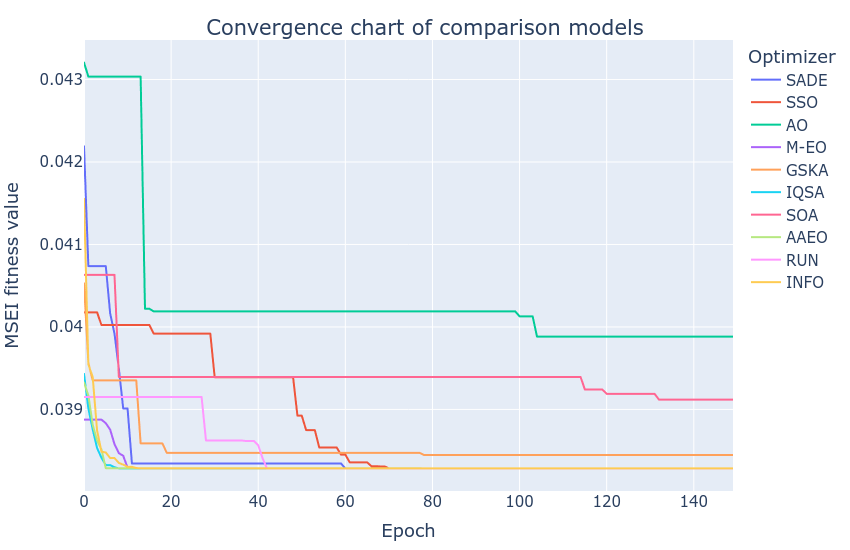 Convergence chart of comparison models
MSEI fitness value
0.043
0.042
0.041
0.04
0.039
0
20
40
60
80
100
120
140
Epoch
Optimizer
SADE
SSO
AO
M-EO
GSKA
IQSA
SOA
AAEO
RUN
INFO